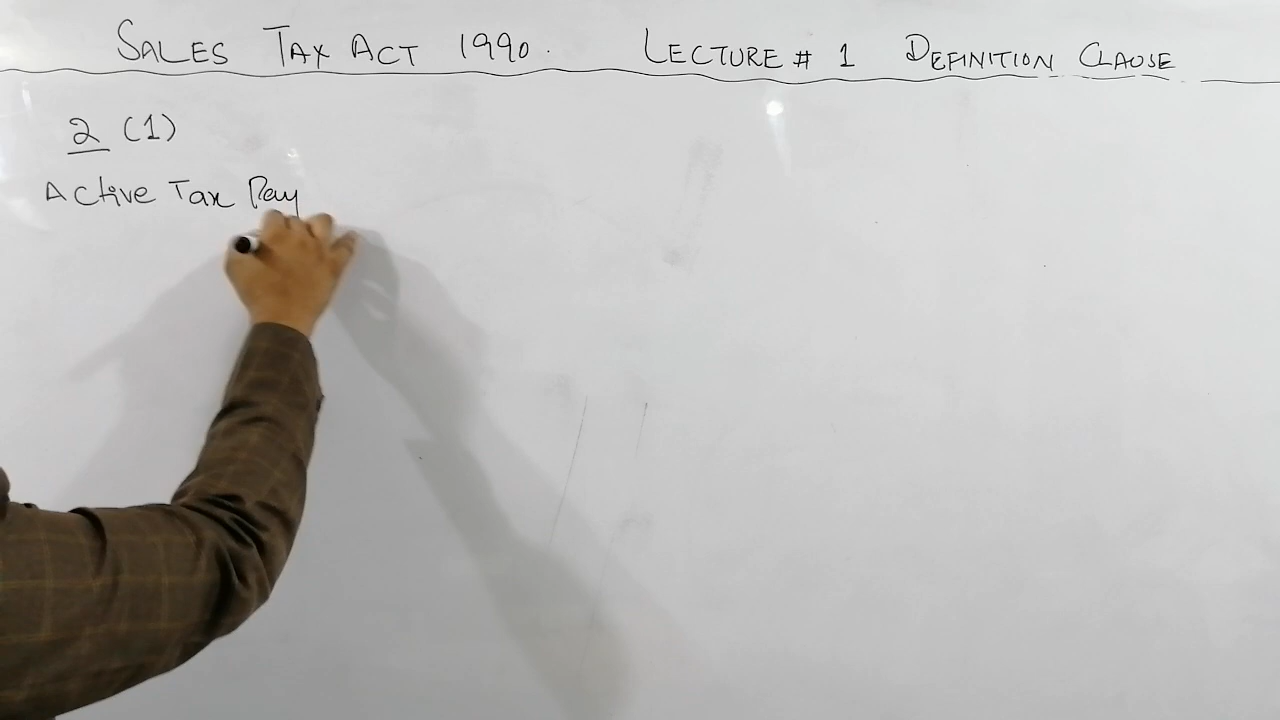 SALES TAX ACT 1990. LECTURE # 1 DEFINITION CLAUSE
2 (1)
Active Tax Pay